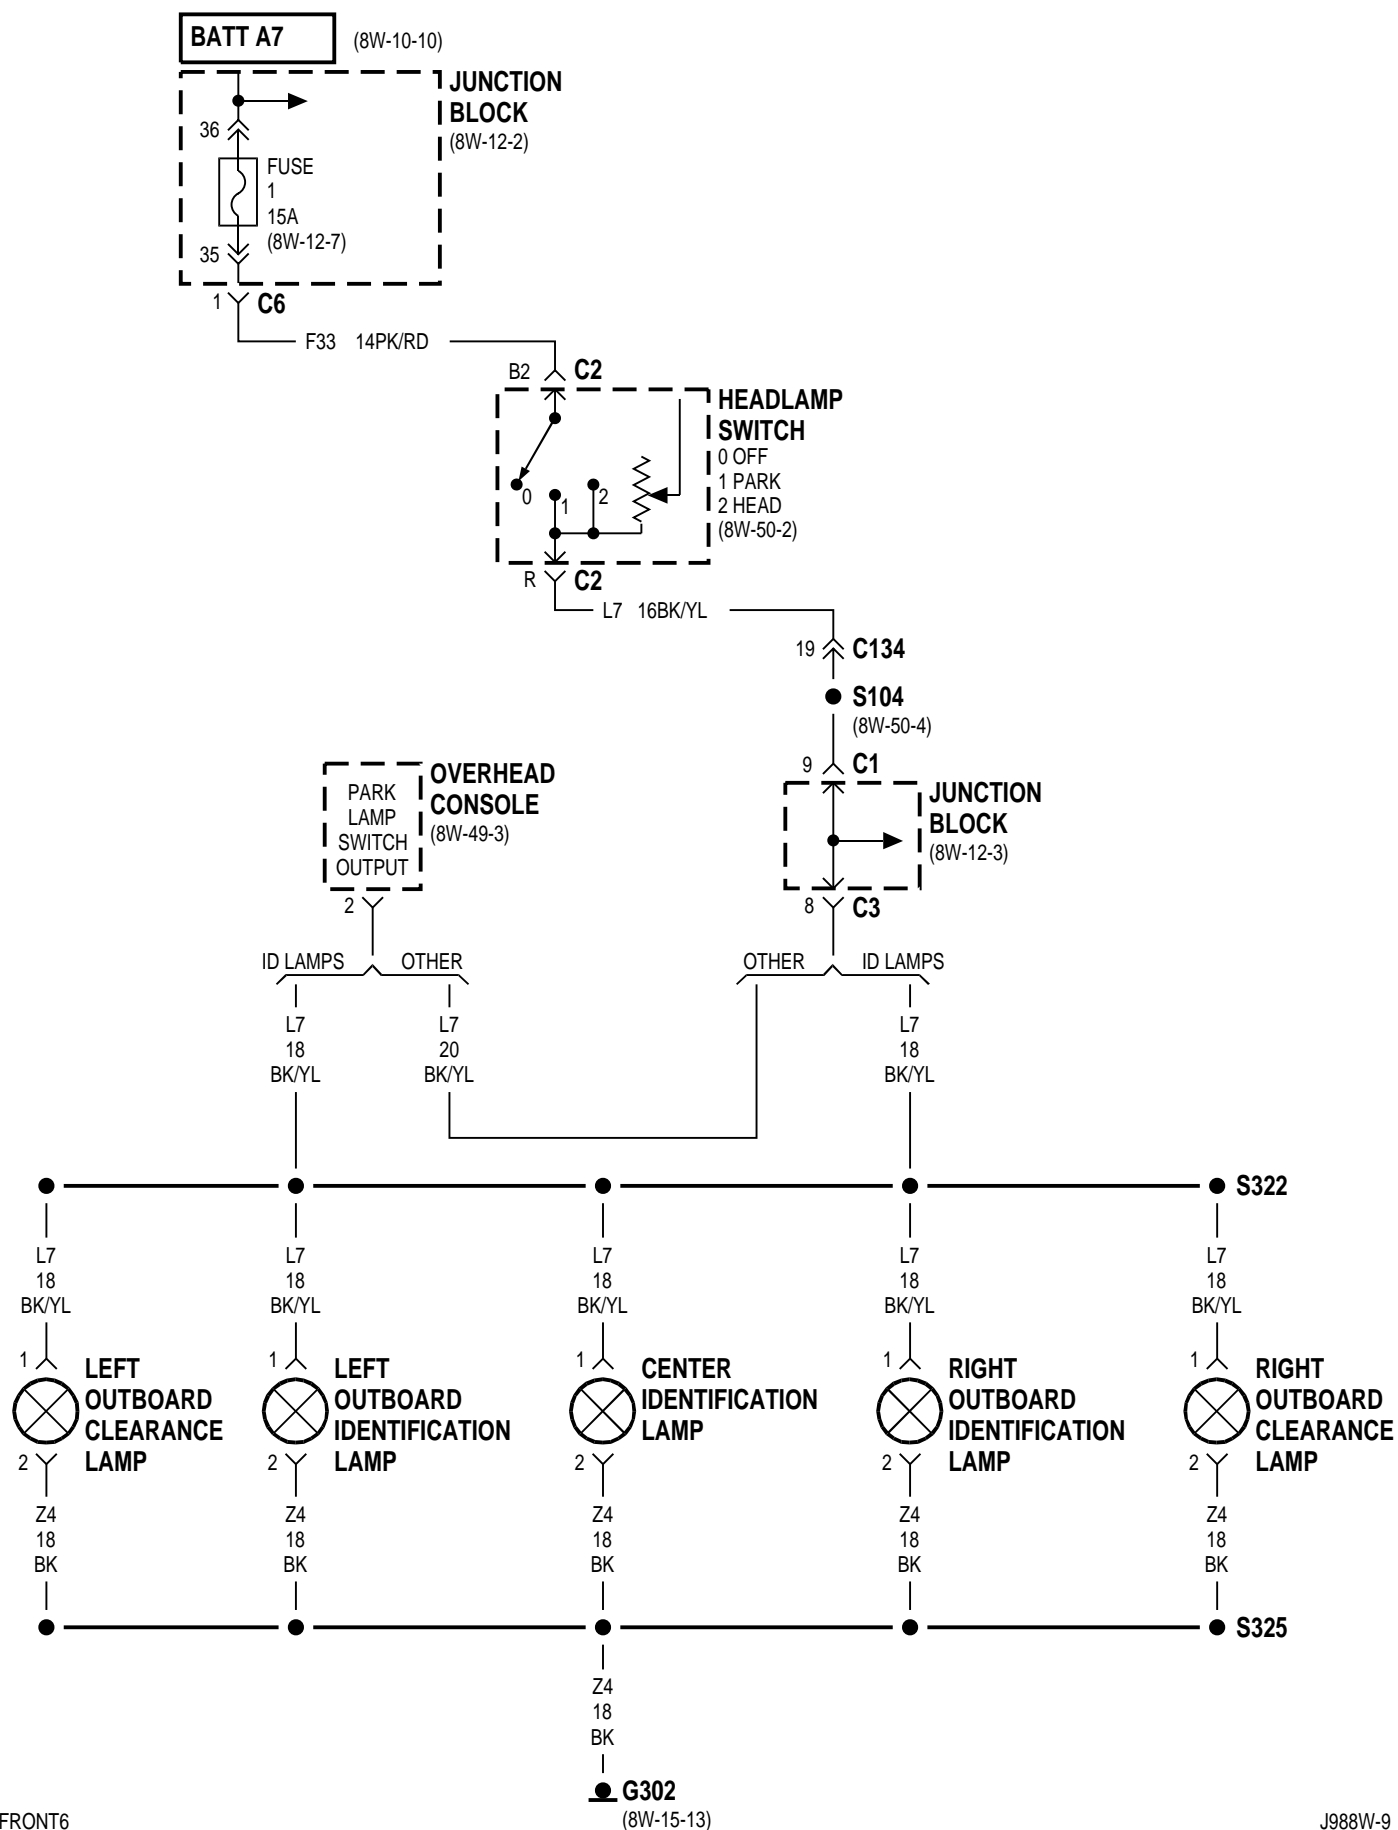 BATT A7
(8W-10-10)
JUNCTION
BLOCK
(8W-12-2)
36
FUSE
1
15A
(8W-12-7)
35
1
C6
F33 14PK/RD
B2
C2
HEADLAMP
SWITCH
0 OFF
1 PARK
2 HEAD
(8W-50-2)
0
1
2
R
C2
L7 16BK/YL
19
C134
S104
(8W-50-4)
9
C1
JUNCTION
BLOCK
(8W-12-3)
8
C3
PARK
LAMP
SWITCH
OUTPUT
OVERHEAD
CONSOLE
(8W-49-3)
2
ID LAMPS
OTHER
OTHER
ID LAMPS
L7
18
BK/YL
L7
20
BK/YL
L7
18
BK/YL
S322
L7
18
BK/YL
L7
18
BK/YL
L7
18
BK/YL
L7
18
BK/YL
L7
18
BK/YL
1
LEFT
OUTBOARD
CLEARANCE
LAMP
2
1
LEFT
OUTBOARD
IDENTIFICATION
LAMP
2
1
CENTER
IDENTIFICATION
LAMP
2
1
RIGHT
OUTBOARD
IDENTIFICATION
LAMP
2
1
RIGHT
OUTBOARD
CLEARANCE
LAMP
2
Z4
18
BK
Z4
18
BK
Z4
18
BK
Z4
18
BK
Z4
18
BK
S325
Z4
18
BK
G302
(8W-15-13)
FRONT6
J988W-9